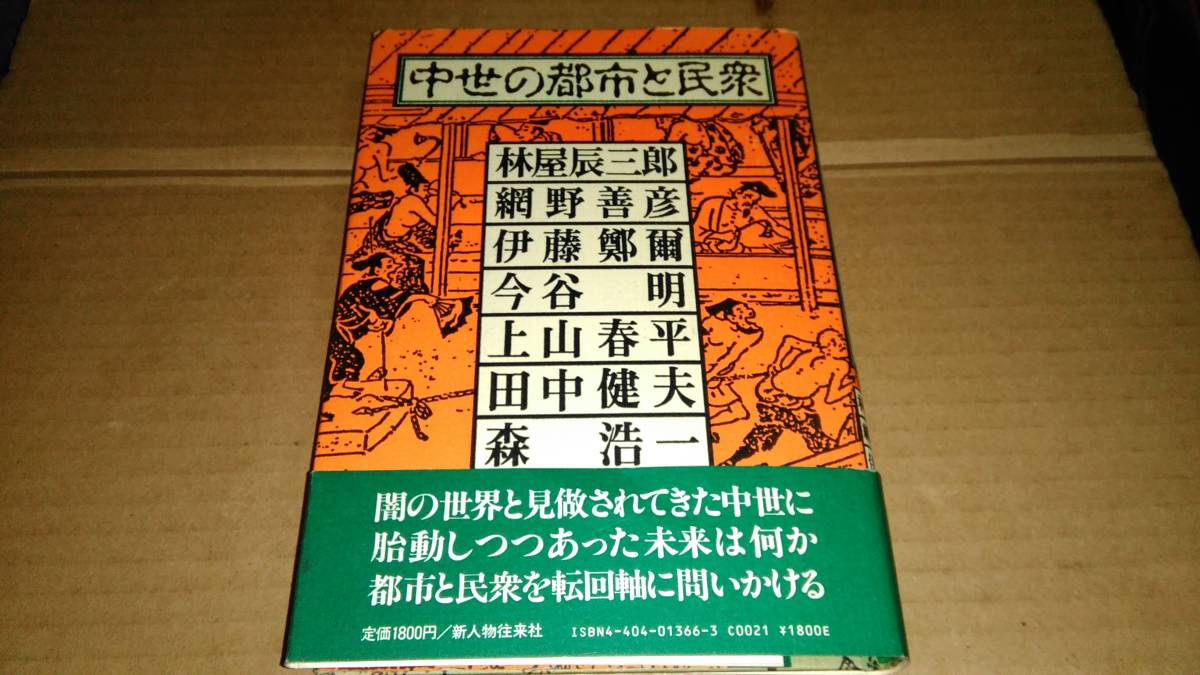 中世の都市と民衆
林屋辰三郎
網野善彦
伊藤鄭爾
今谷 明
上山春平
田中健夫
森 浩一
闇の世界と見做されてきた中世に
胎動しつつあった未来は何か
都市と民衆を転回軸に問いかける
定価1800円/新人物往来社 ISBN4-404-01366-3 C0021 ¥1800E